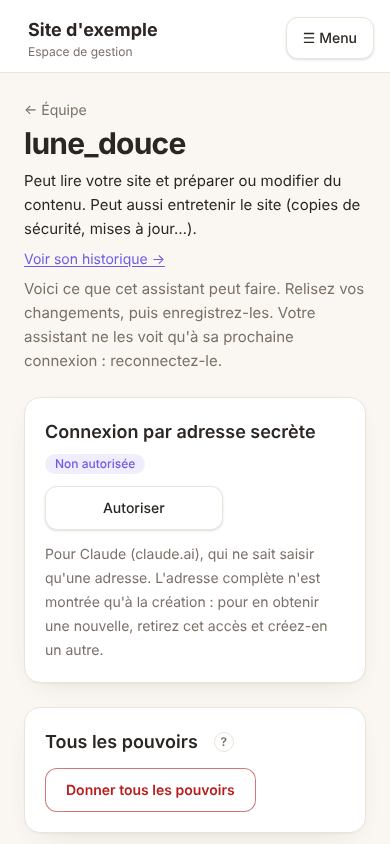 Site d'exemple
Espace de gestion
☰ Menu
← Équipe
lune_douce
Peut lire votre site et préparer ou modifier du
contenu. Peut aussi entretenir le site (copies de
sécurité, mises à jour…).
Voir son historique →
Voici ce que cet assistant peut faire. Relisez vos
changements, puis enregistrez-les. Votre
assistant ne les voit qu'à sa prochaine
connexion : reconnectez-le.
Connexion par adresse secrète
Non autorisée
Autoriser
Pour Claude (claude.ai), qui ne sait saisir
qu'une adresse. L'adresse complète n'est
montrée qu'à la création : pour en obtenir
une nouvelle, retirez cet accès et créez-en
un autre.
Tous les pouvoirs ?
Donner tous les pouvoirs